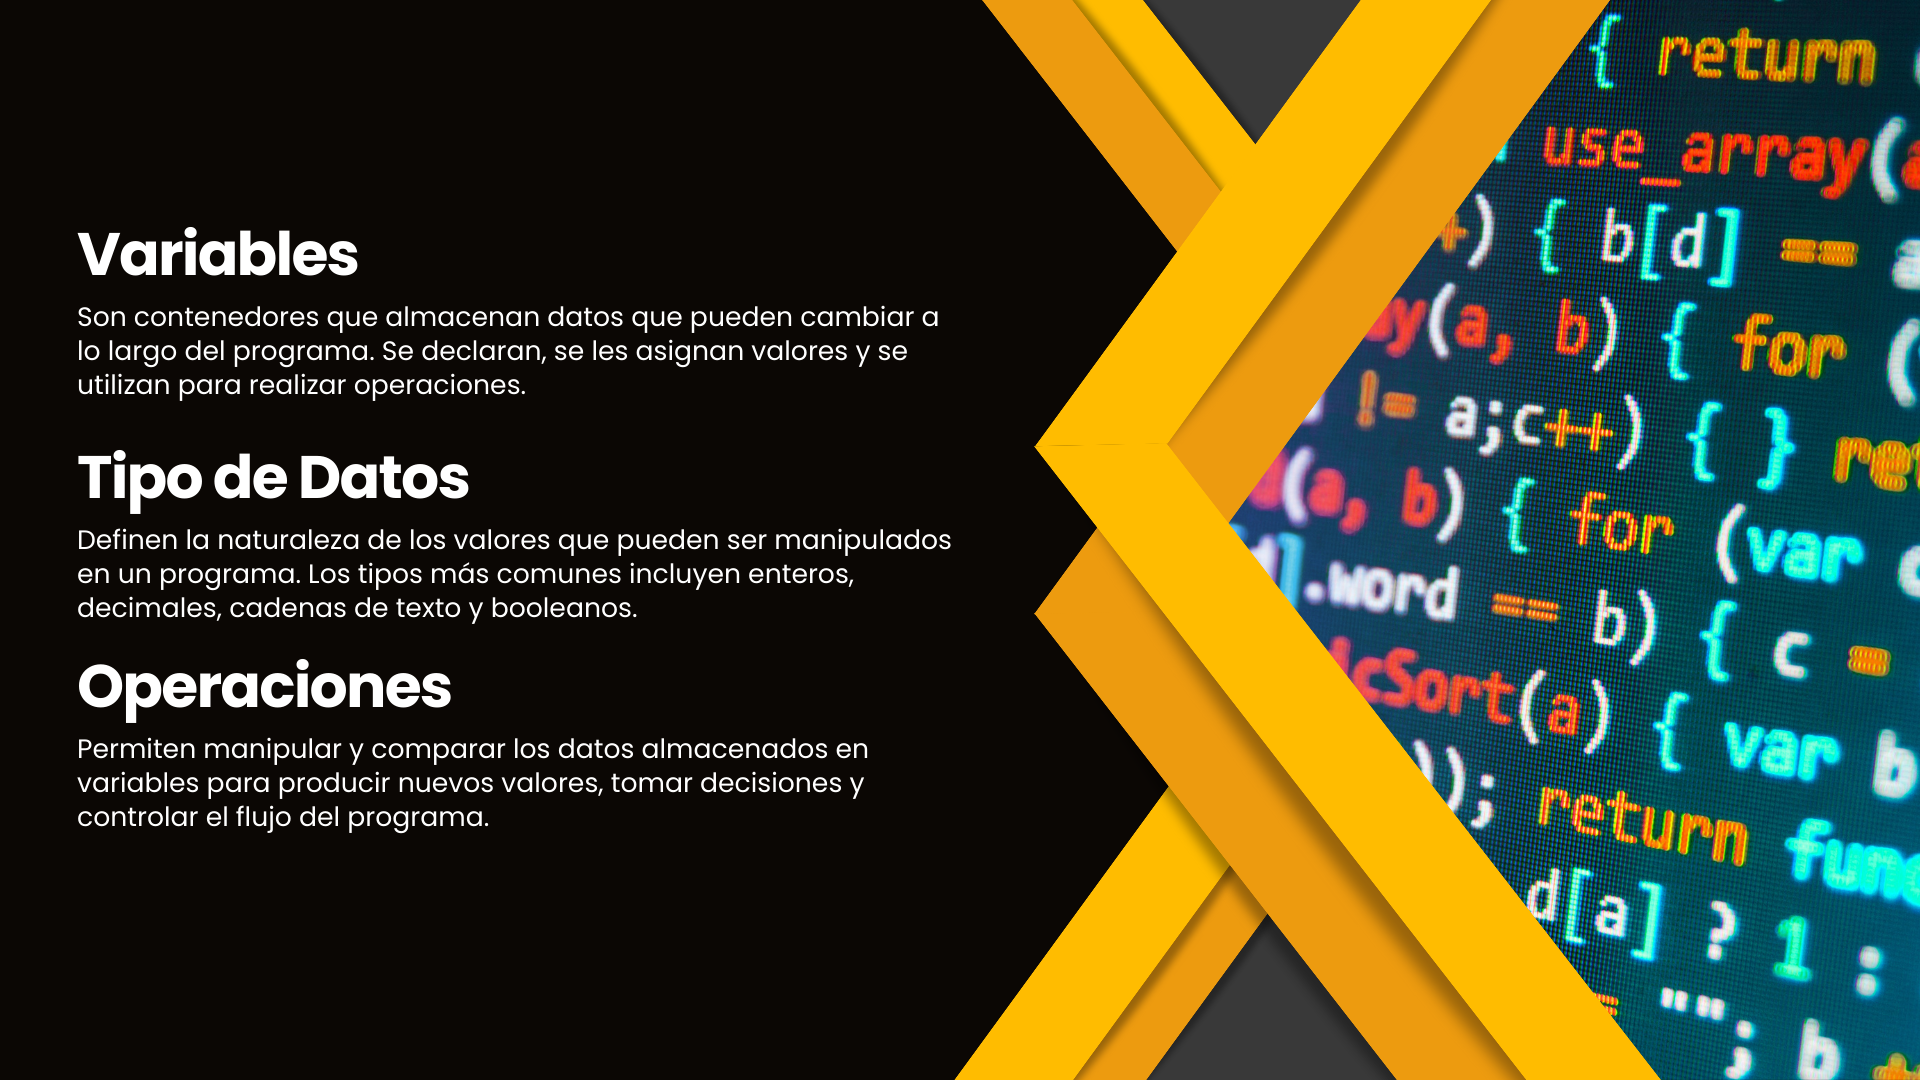 Variables
Son contenedores que almacenan datos que pueden cambiar a
lo largo del programa. Se declaran, se les asignan valores y se
utilizan para realizar operaciones.
Tipo de Datos
Definen la naturaleza de los valores que pueden ser manipulados
en un programa. Los tipos más comunes incluyen enteros,
decimales, cadenas de texto y booleanos.
Operaciones
Permiten manipular y comparar los datos almacenados en
variables para producir nuevos valores, tomar decisiones y
controlar el flujo del programa.
{ return
use_array(a
+) { b[d] == a
ay(a, b) { for (
!= a;c++) { } ret
(a, b) { for (var c
d].word == b) { c =
icSort(a) { var b
)); return func
d[a] ? 1 :
= ""; b +